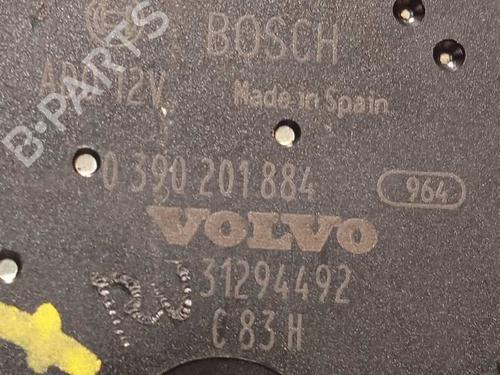 BOSCH
12V Made in Spain
0 390 201 884 964
VOLVO
31294492
C 83 H
B-PARTS